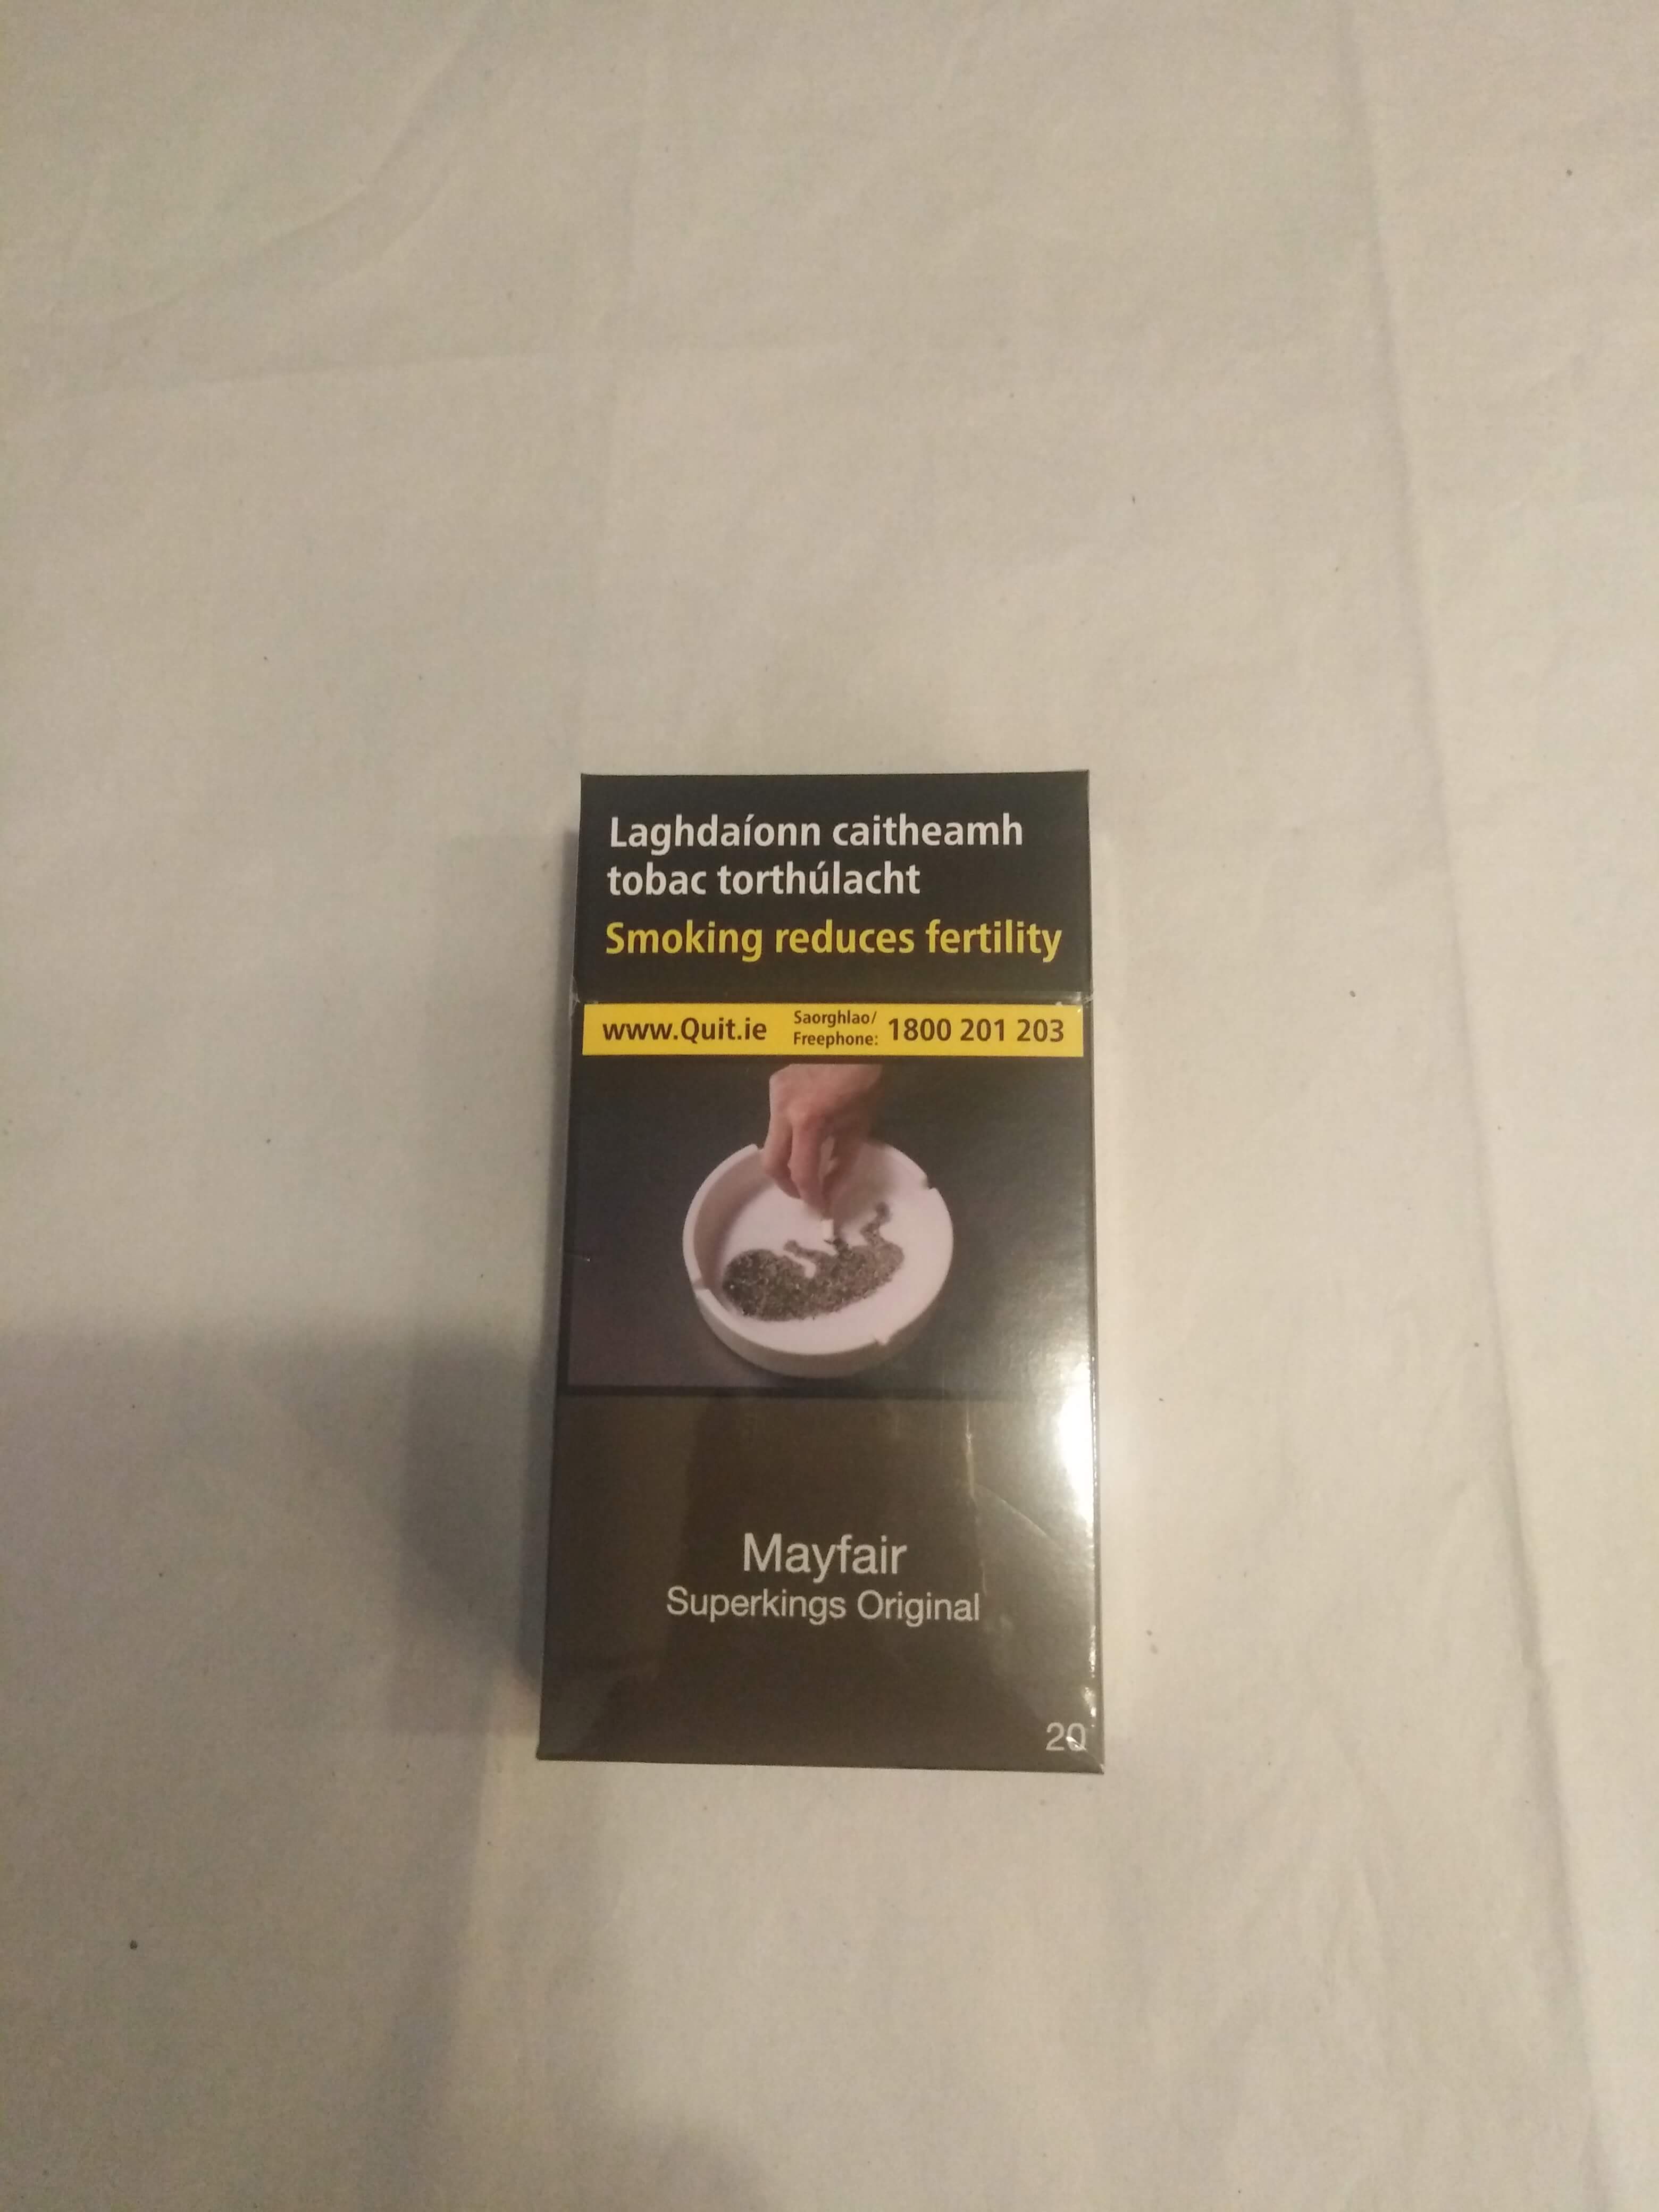 Laghdaíonn caitheamh
tobac torthúlacht
Smoking reduces fertility
www.Quit.ie Saorghlao/
Freephone: 1800 201 203
Mayfair
Superkings Original
20